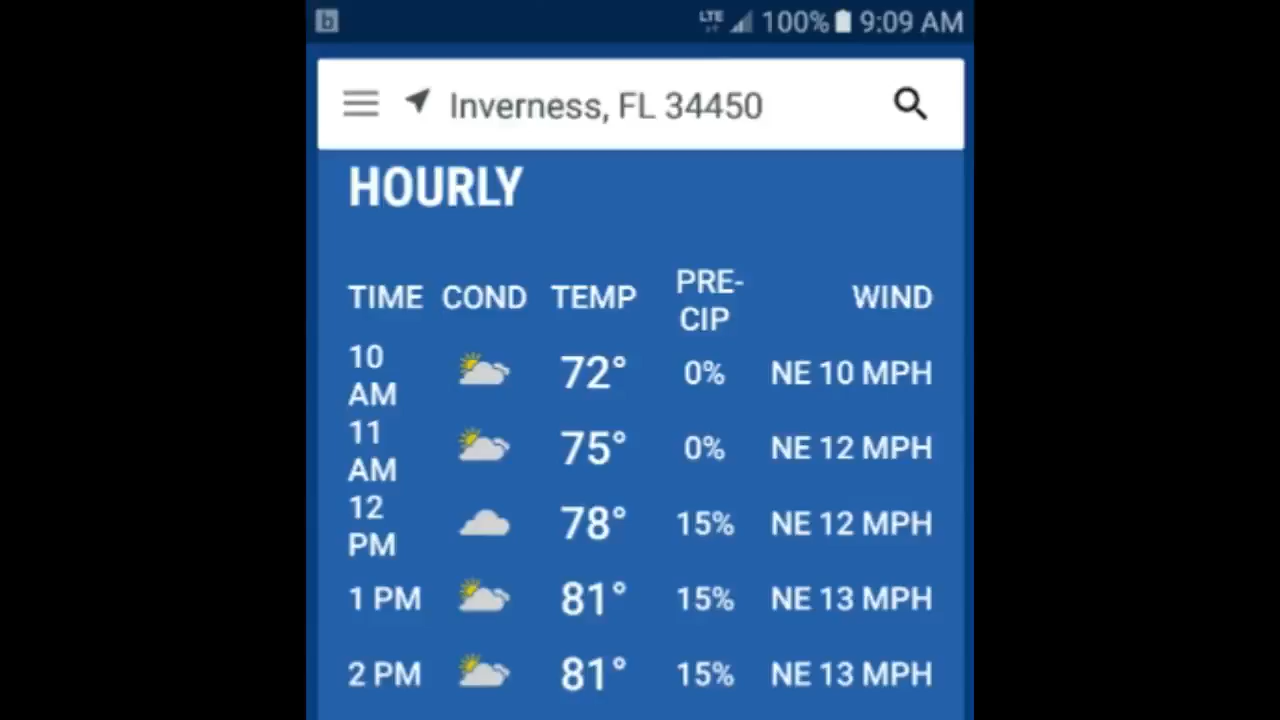 b LTE 100% 9:09 AM
Inverness, FL 34450
HOURLY
TIME COND TEMP PRE-
CIP WIND
10
AM 72° 0% NE 10 MPH
11
AM 75° 0% NE 12 MPH
12
PM 78° 15% NE 12 MPH
1 PM 81° 15% NE 13 MPH
2 PM 81° 15% NE 13 MPH